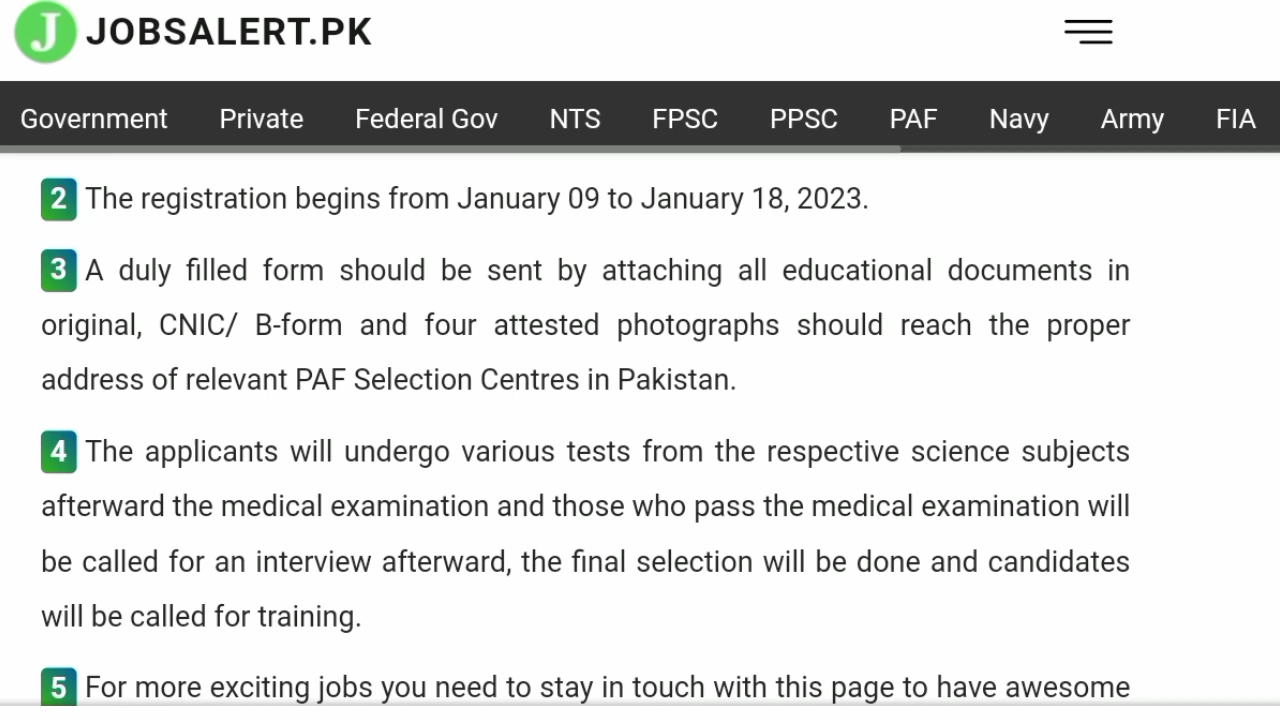 J JOBSALERT.PK
Government Private Federal Gov NTS FPSC PPSC PAF Navy Army FIA
2 The registration begins from January 09 to January 18, 2023.
3 A duly filled form should be sent by attaching all educational documents in
original, CNIC/ B-form and four attested photographs should reach the proper
address of relevant PAF Selection Centres in Pakistan.
4 The applicants will undergo various tests from the respective science subjects
afterward the medical examination and those who pass the medical examination will
be called for an interview afterward, the final selection will be done and candidates
will be called for training.
5 For more exciting jobs you need to stay in touch with this page to have awesome